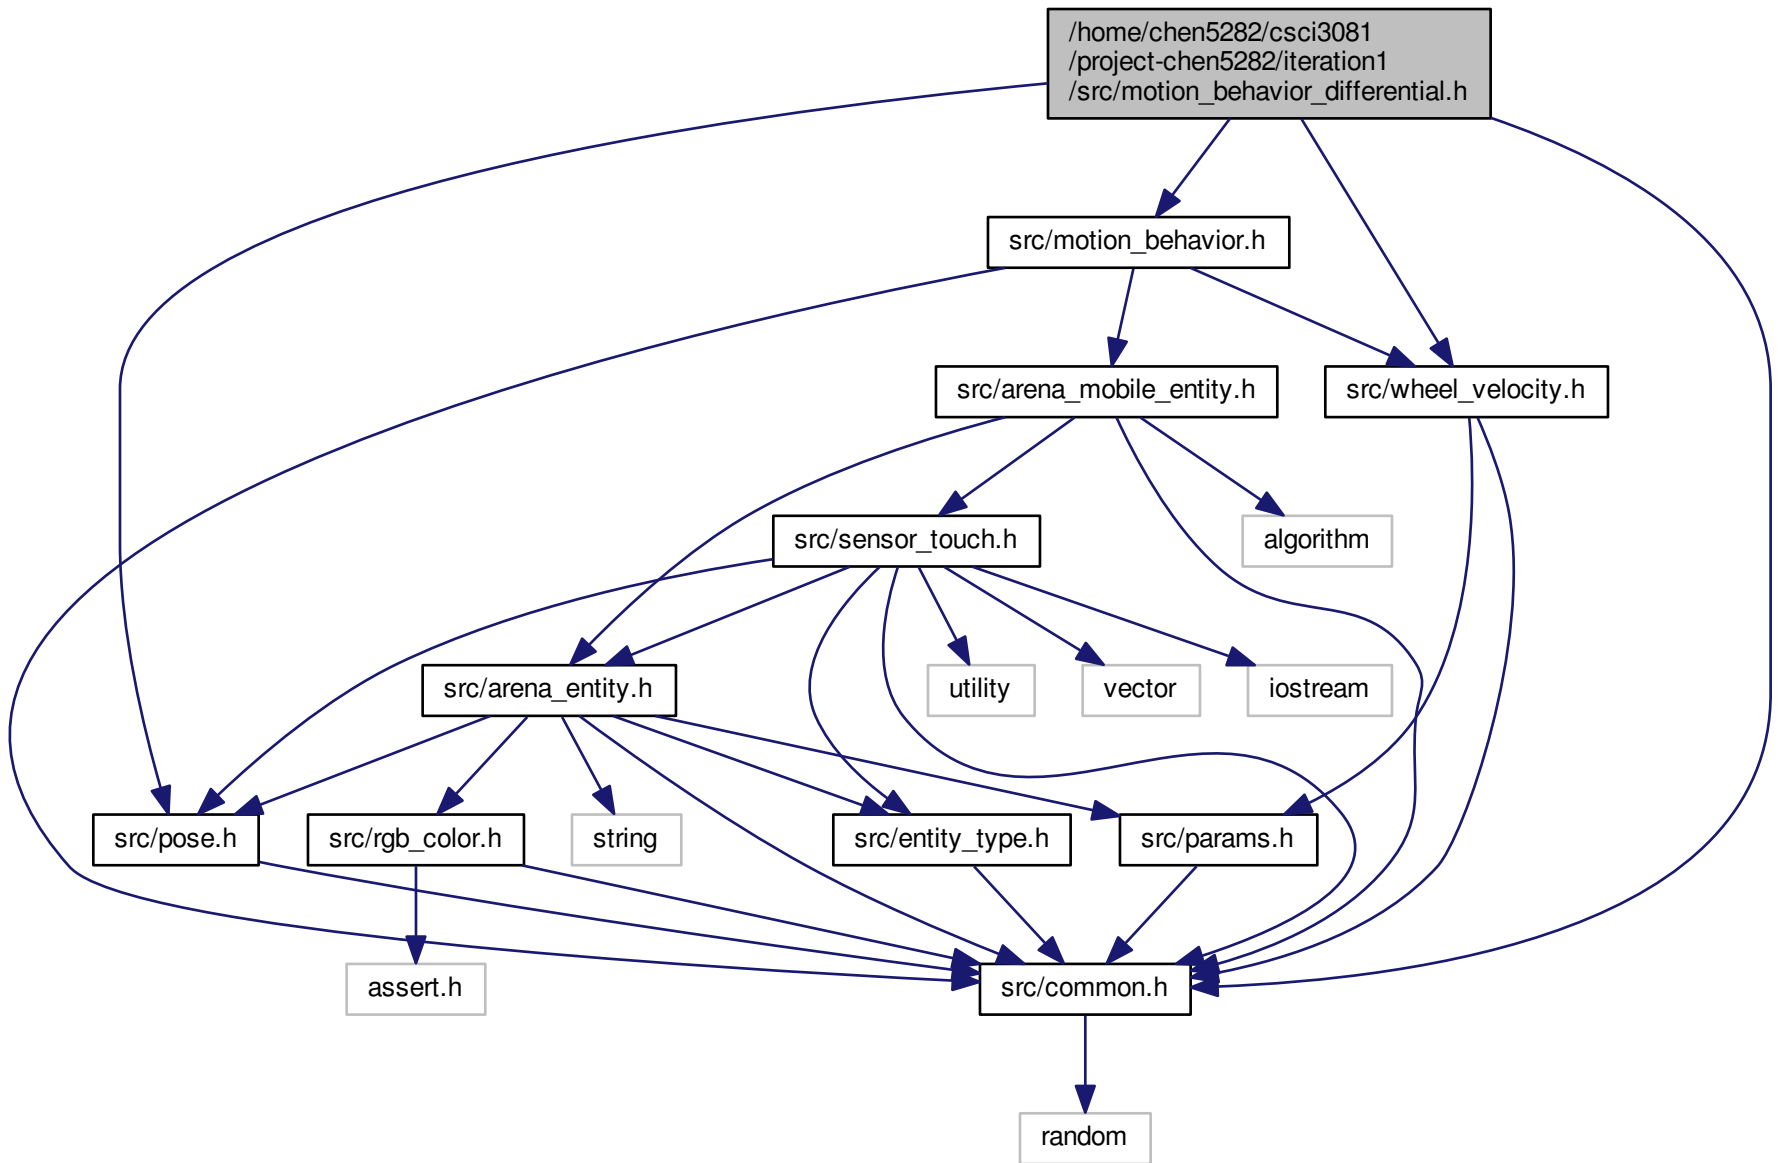 /home/chen5282/csci3081
/project-chen5282/iteration1
/src/motion_behavior_differential.h
src/motion_behavior.h
src/arena_mobile_entity.h
src/wheel_velocity.h
src/sensor_touch.h
algorithm
src/arena_entity.h
utility
vector
iostream
src/pose.h
src/rgb_color.h
string
src/entity_type.h
src/params.h
assert.h
src/common.h
random